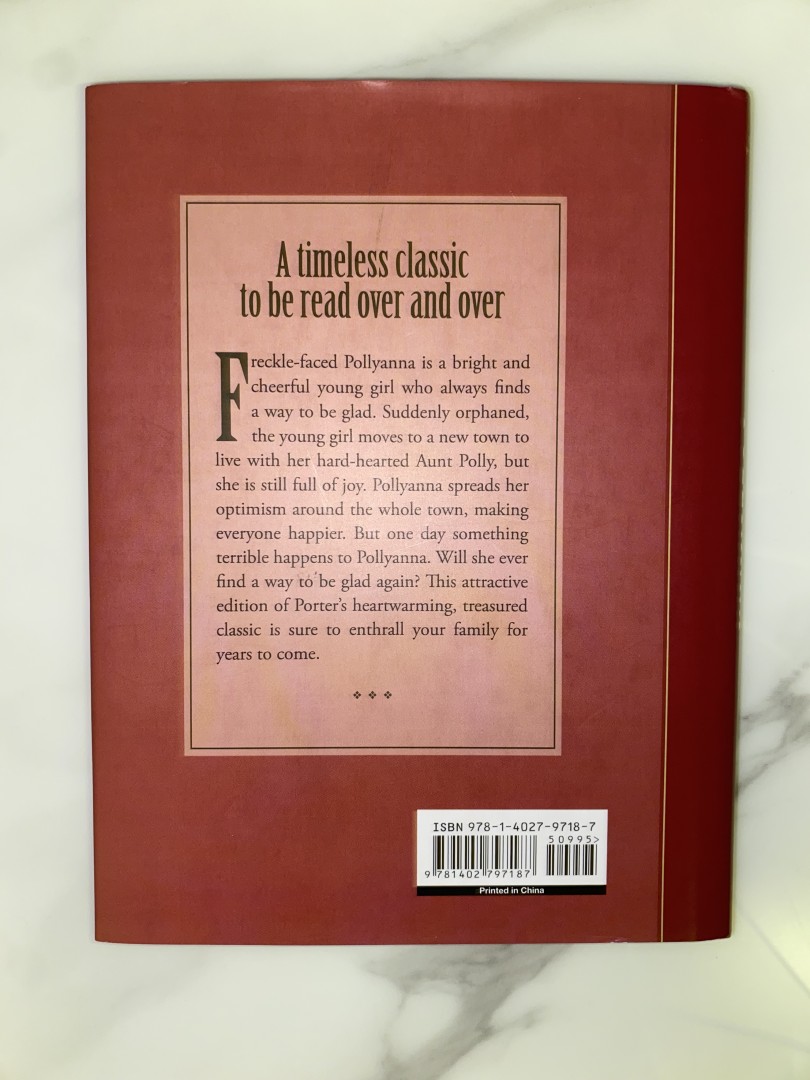 A timeless classic
to be read over and over
Freckle-faced Pollyanna is a bright and
cheerful young girl who always finds
a way to be glad. Suddenly orphaned,
the young girl moves to a new town to
live with her hard-hearted Aunt Polly, but
she is still full of joy. Pollyanna spreads her
optimism around the whole town, making
everyone happier. But one day something
terrible happens to Pollyanna. Will she ever
find a way to be glad again? This attractive
edition of Porter's heartwarming, treasured
classic is sure to enthrall your family for
years to come.
ISBN 978-1-4027-9718-7
50995>
9 781402 797187
Printed in China